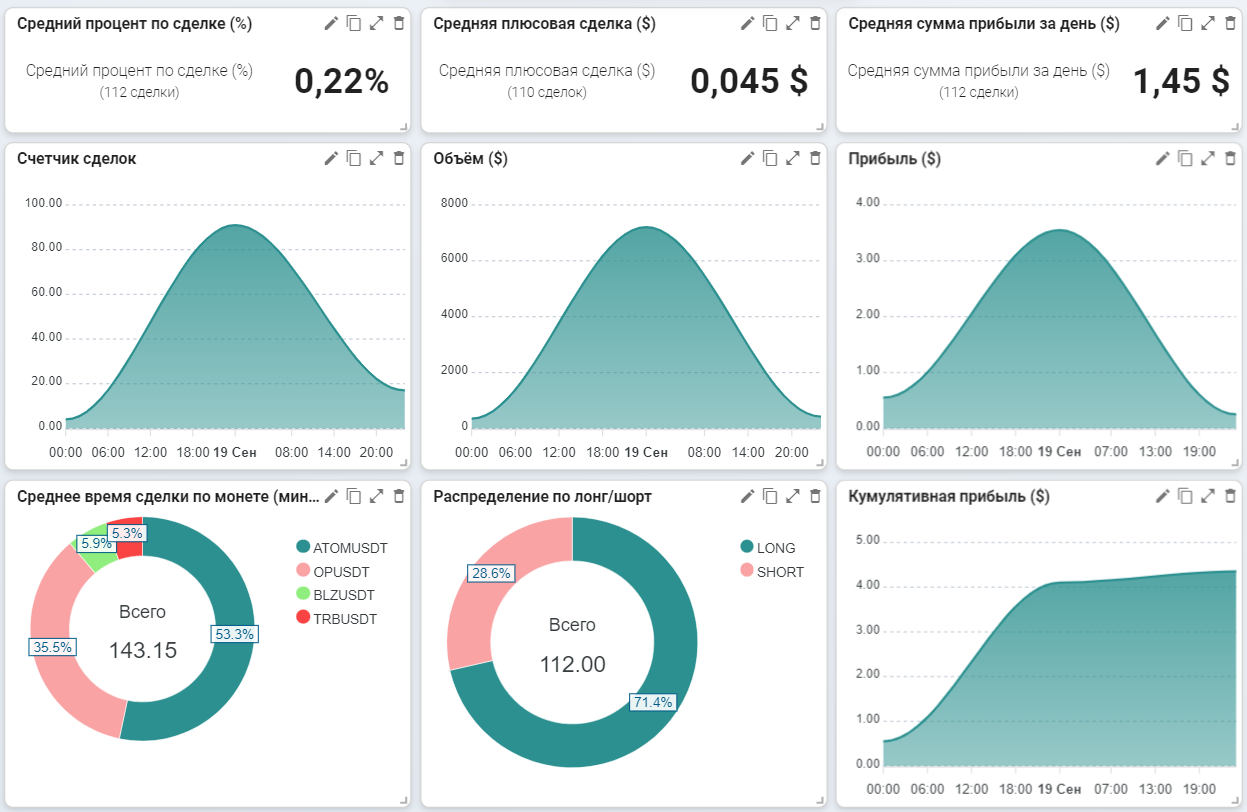 Средний процент по сделке (%)
Средний процент по сделке (%)
(112 сделки)
0,22%
Средняя плюсовая сделка ($)
Средняя плюсовая сделка ($)
(110 сделок)
0,045 $
Средняя сумма прибыли за день ($)
Средняя сумма прибыли за день ($)
(112 сделки)
1,45 $
Счетчик сделок
100.00
80.00
60.00
40.00
20.00
0.00
00:00 06:00 12:00 18:00 19 Сен 08:00 14:00 20:00
Объём ($)
8000
6000
4000
2000
0
00:00 06:00 12:00 18:00 19 Сен 08:00 14:00 20:00
Прибыль ($)
4.00
3.00
2.00
1.00
0.00
00:00 06:00 12:00 18:00 19 Сен 07:00 13:00 19:00
Среднее время сделки по монете (мин...
5.3%
5.9%
35.5%
53.3%
Всего
143.15
ATOMUSDT
OPUSDT
BLZUSDT
TRBUSDT
Распределение по лонг/шорт
28.6%
71.4%
Всего
112.00
LONG
SHORT
Кумулятивная прибыль ($)
5.00
4.00
3.00
2.00
1.00
0.00
00:00 06:00 12:00 18:00 19 Сен 07:00 13:00 19:00